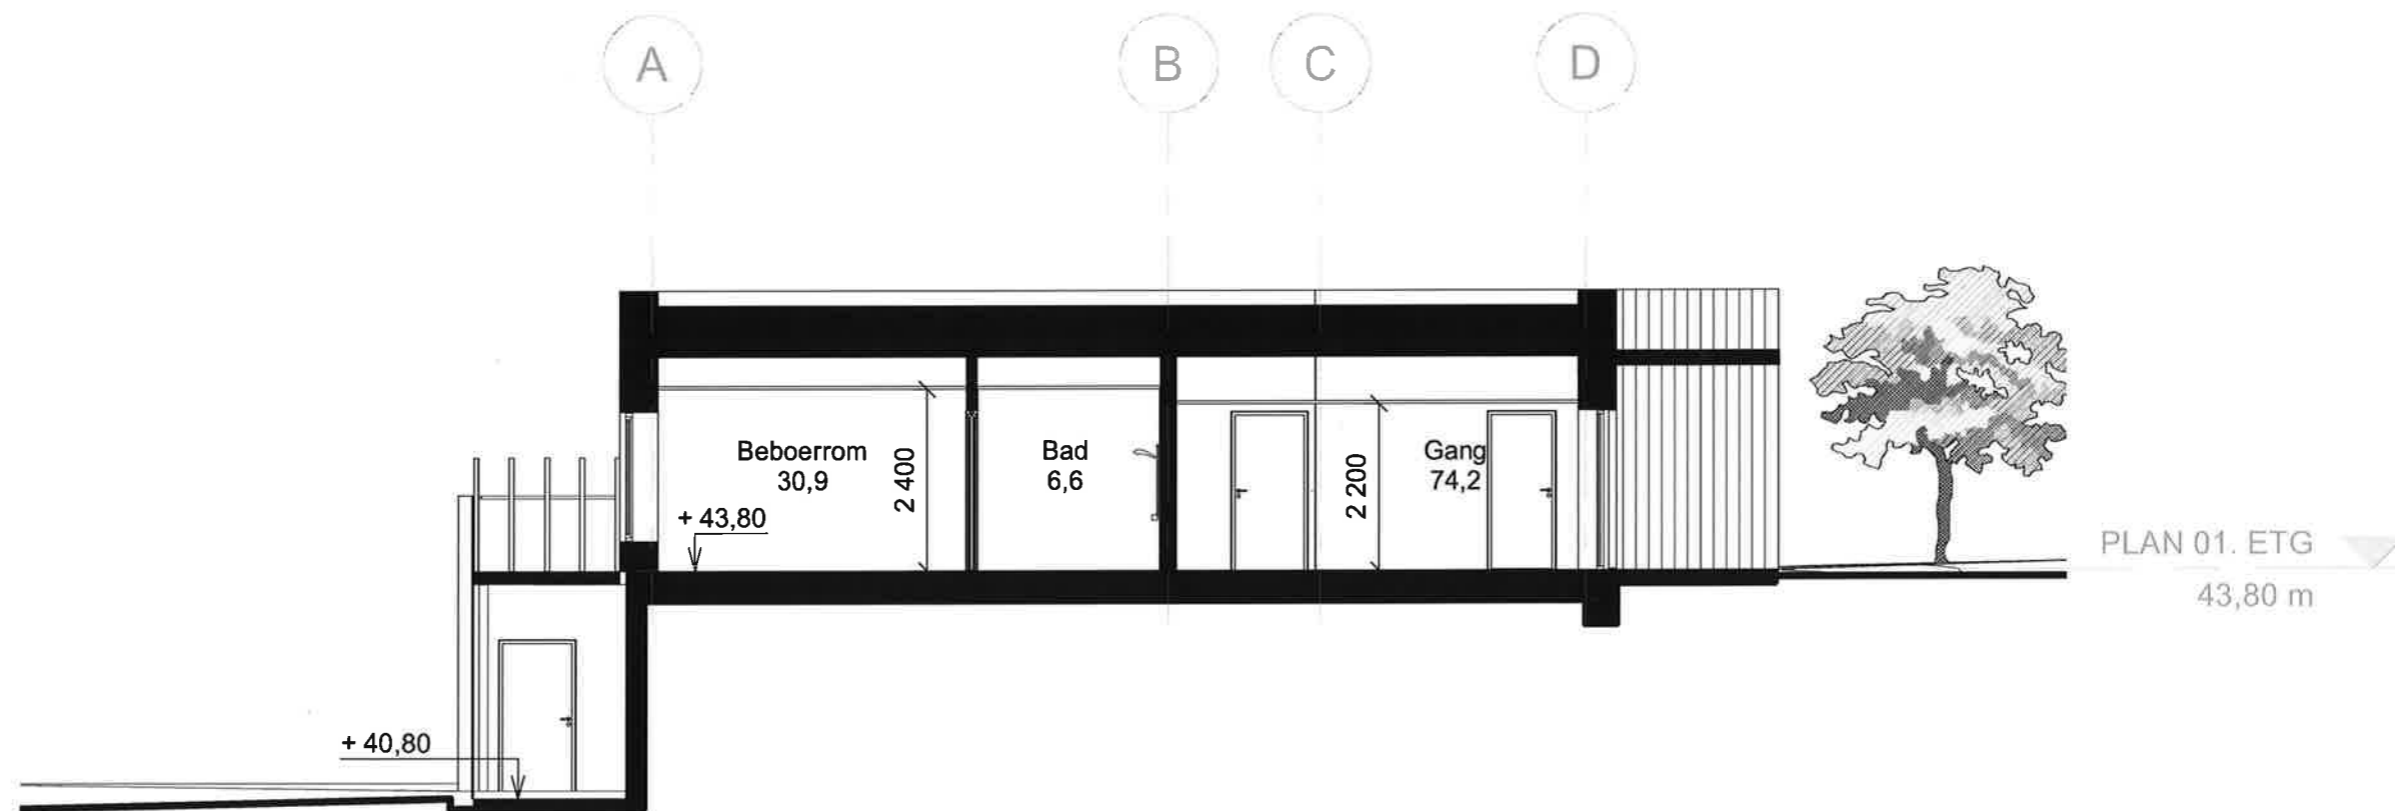 A
B
C
D
Beboerrom
30,9
2 400
Bad
6,6
2 200
Gang
74,2
+ 43,80
PLAN 01. ETG
43,80 m
+ 40,80